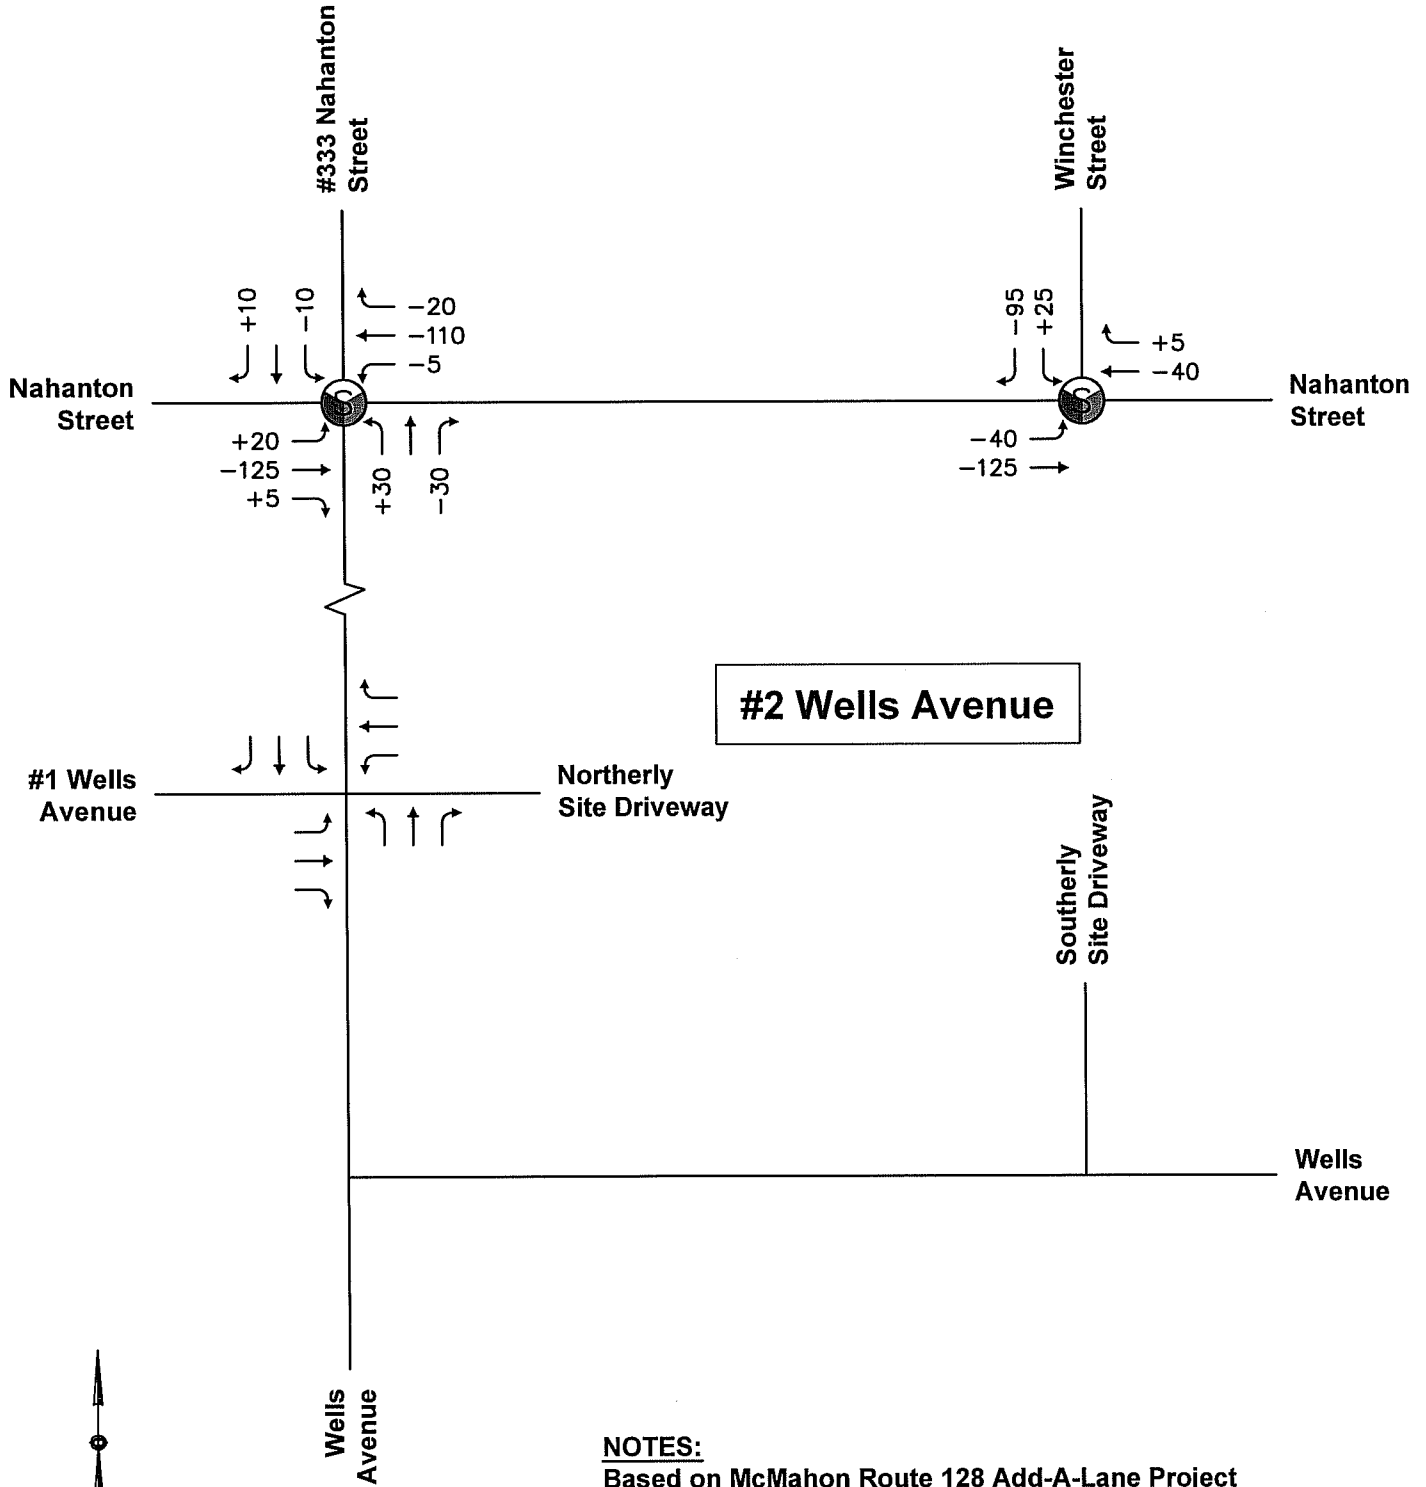 #333 Nahanton
Street
Winchester
Street
+10
−10
−20
−110
−5
−95
+25
+5
−40
Nahanton
Street
S
S
Nahanton
Street
+20
−125
+5
+30
−30
−40
−125
#2 Wells Avenue
#1 Wells
Avenue
Northerly
Site Driveway
Southerly
Site Driveway
Wells
Avenue
Wells
Avenue
NOTES:
Based on McMahon Route 128 Add-A-Lane Project